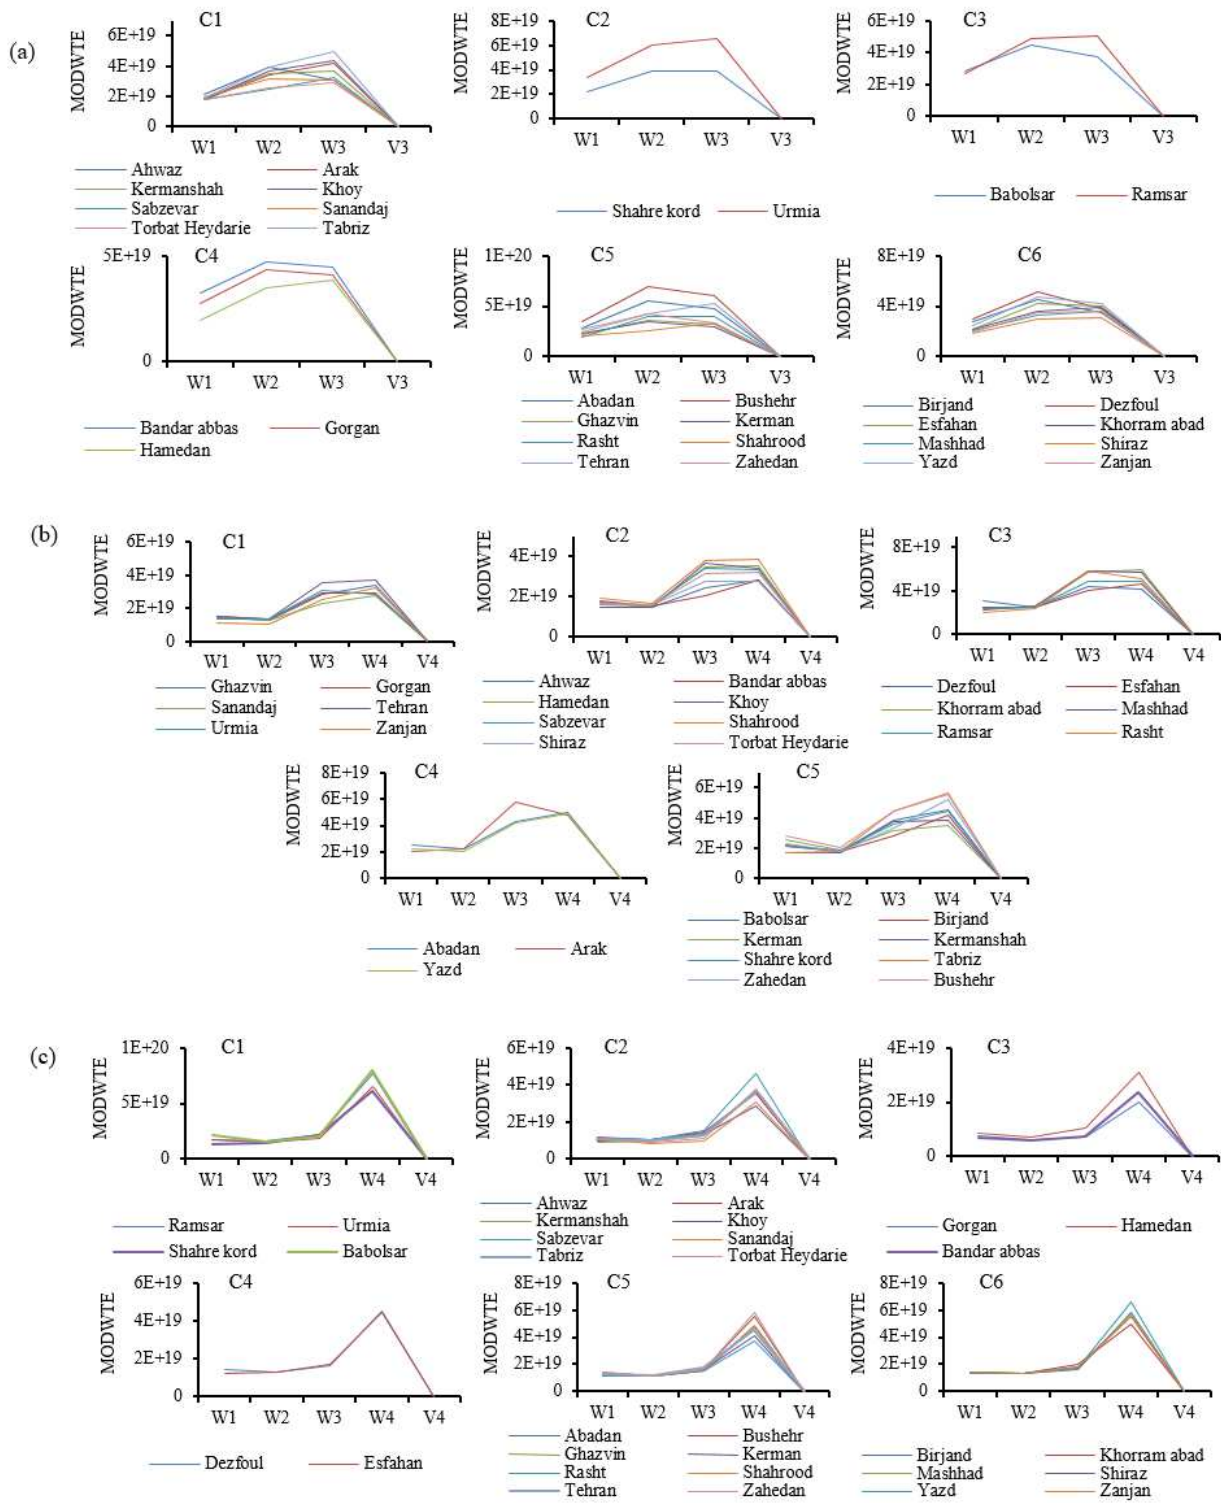 (a)
C1
MODWTE
6E+19
4E+19
2E+19
0
W1 W2 W3 V3
Ahwaz Arak
Kermanshah Khoy
Sabzevar Sanandaj
Torbat Heydarie Tabriz
C2
MODWTE
8E+19
6E+19
4E+19
2E+19
0
W1 W2 W3 V3
Shahre kord Urmia
C3
MODWTE
6E+19
4E+19
2E+19
0
W1 W2 W3 V3
Babolsar Ramsar
C4
MODWTE
5E+19
0
W1 W2 W3 V3
Bandar abbas Gorgan
Hamedan
C5
MODWTE
1E+20
5E+19
0
W1 W2 W3 V3
Abadan Bushehr
Ghazvin Kerman
Rasht Shahrood
Tehran Zahedan
C6
MODWTE
8E+19
4E+19
0
W1 W2 W3 V3
Birjand Dezfoul
Esfahan Khorram abad
Mashhad Shiraz
Yazd Zanjan
(b)
C1
MODWTE
6E+19
4E+19
2E+19
0
W1 W2 W3 W4 V4
Ghazvin Gorgan
Sanandaj Tehran
Urmia Zanjan
C2
MODWTE
4E+19
2E+19
0
W1 W2 W3 W4 V4
Ahwaz Bandar abbas
Hamedan Khoy
Sabzevar Shahrood
Shiraz Torbat Heydarie
C3
MODWTE
8E+19
4E+19
0
W1 W2 W3 W4 V4
Dezfoul Esfahan
Khorram abad Mashhad
Ramsar Rasht
C4
MODWTE
8E+19
6E+19
4E+19
2E+19
0
W1 W2 W3 W4 V4
Abadan Arak
Yazd
C5
MODWTE
6E+19
4E+19
2E+19
0
W1 W2 W3 W4 V4
Babolsar Birjand
Kerman Kermanshah
Shahre kord Tabriz
Zahedan Bushehr
(c)
C1
MODWTE
1E+20
5E+19
0
W1 W2 W3 W4 V4
Ramsar Urmia
Shahre kord Babolsar
C2
MODWTE
6E+19
4E+19
2E+19
0
W1 W2 W3 W4 V4
Ahwaz Arak
Kermanshah Khoy
Sabzevar Sanandaj
Tabriz Torbat Heydarie
C3
MODWTE
4E+19
2E+19
0
W1 W2 W3 W4 V4
Gorgan Hamedan
Bandar abbas
C4
MODWTE
6E+19
4E+19
2E+19
0
W1 W2 W3 W4 V4
Dezfoul Esfahan
C5
MODWTE
8E+19
6E+19
4E+19
2E+19
0
W1 W2 W3 W4 V4
Abadan Bushehr
Ghazvin Kerman
Rasht Shahrood
Tehran Zahedan
C6
MODWTE
8E+19
6E+19
4E+19
2E+19
0
W1 W2 W3 W4 V4
Birjand Khorram abad
Mashhad Shiraz
Yazd Zanjan